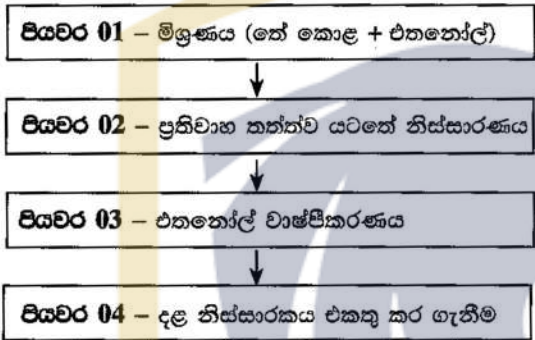 පියවර 01 – මිශ්‍රණය (තේ කොළ + එතනෝල්)
පියවර 02 – ප්‍රතිවාහ තත්ත්ව යටතේ නිස්සාරණය
පියවර 03 – එතනෝල් වාෂ්පීකරණය
පියවර 04 – දළ නිස්සාරකය එකතු කර ගැනීම